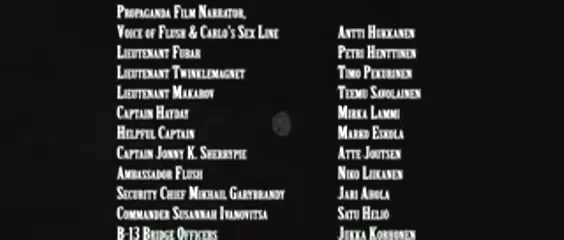 Propaganda Film Narrator,
Voice of Flush & Carlo's Sex Line Antti Hukkanen
Lieutenant Fubar Petri Henttinen
Lieutenant Twinklemagnet Timo Pekurinen
Lieutenant Makarov Teemu Savolainen
Captain Hayday Mirka Lammi
Helpful Captain Marko Eskola
Captain Jonny K. Sherrypie Atte Joutsen
Ambassador Flush Niko Liikanen
Security Chief Mikhail Garybrandy Jari Ahola
Commander Susannah Ivanovitsa Satu Heliö
B-13 Bridge Officers Jukka Korhonen